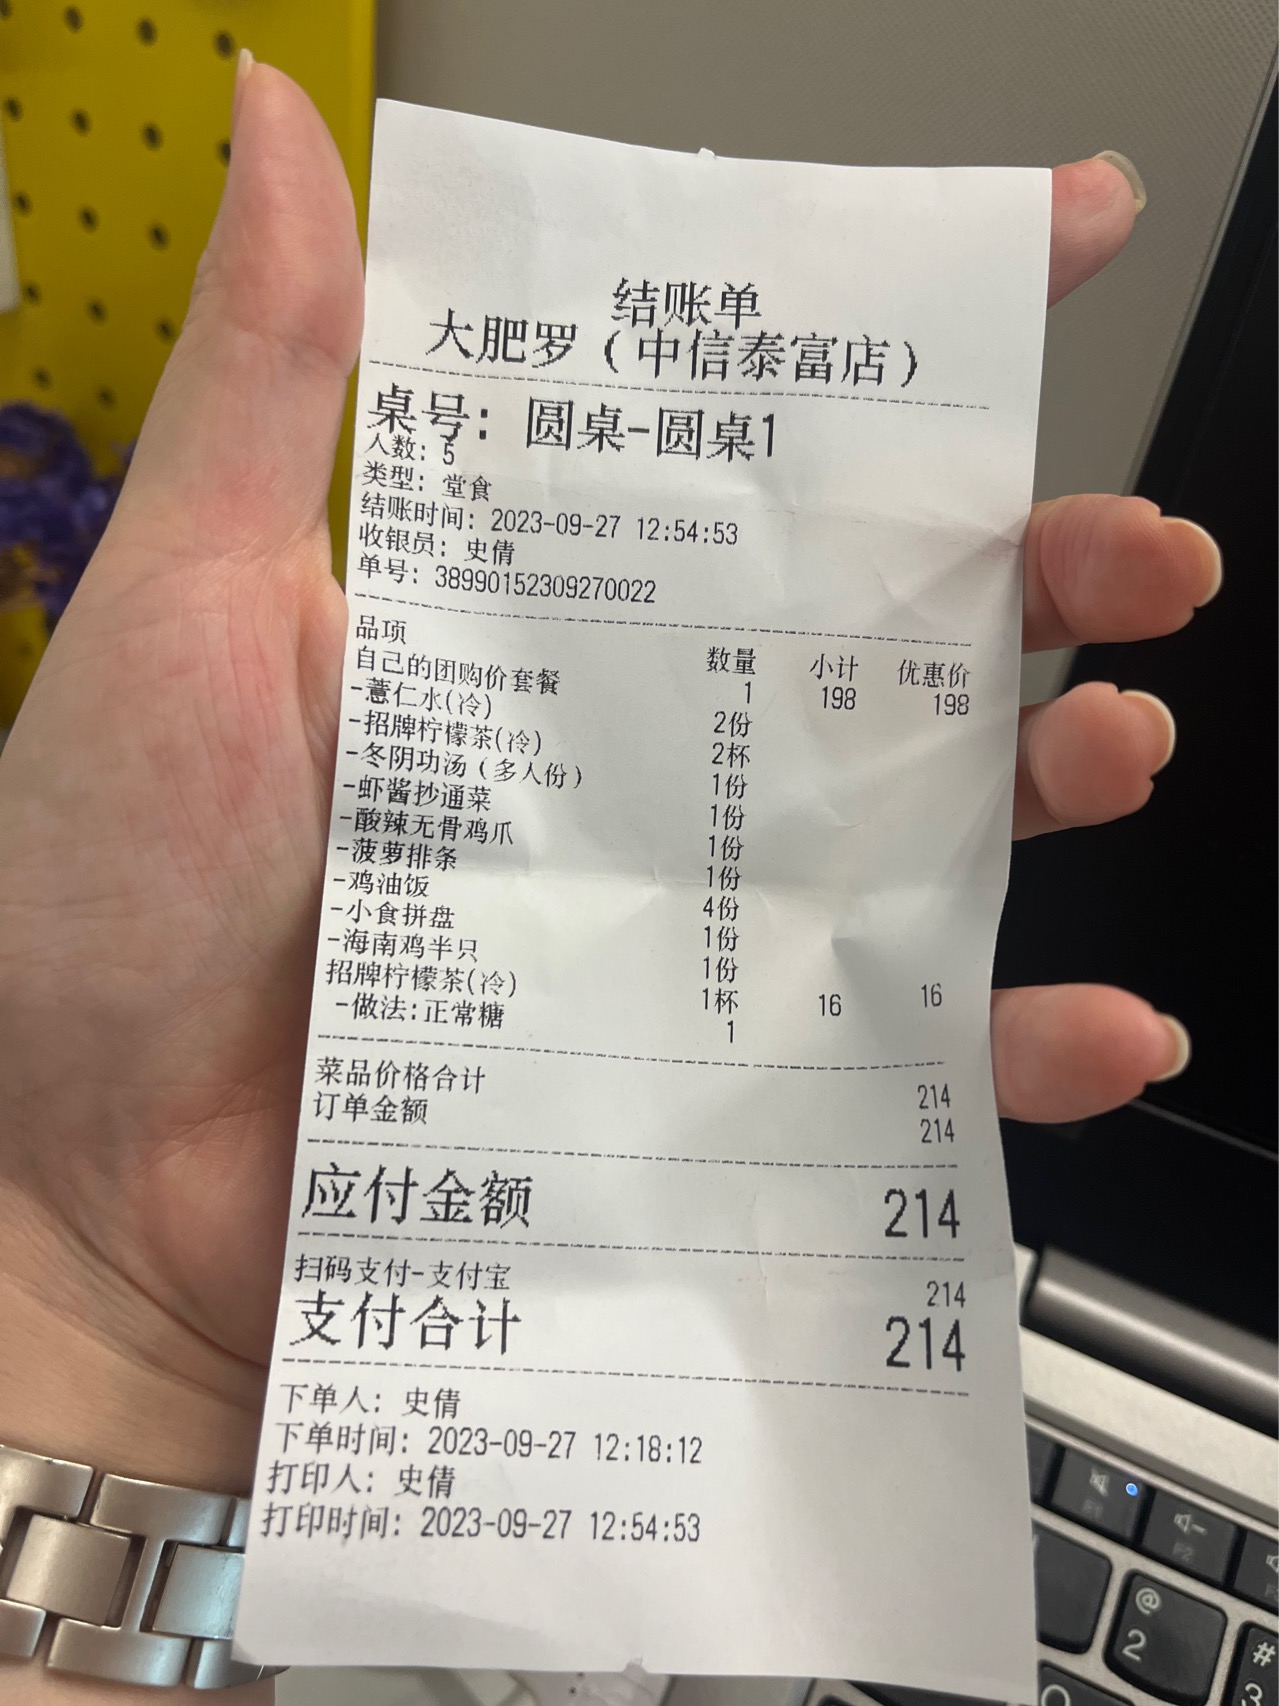 结账单
大肥罗（中信泰富店）
桌号：圆桌-圆桌1
人数：5
类型：堂食
结账时间：2023-09-27 12:54:53
收银员：史倩
单号：38990152309270022
品项 数量 小计 优惠价
自己的团购价套餐 1 198 198
-薏仁水(冷) 2份
-招牌柠檬茶(冷) 2杯
-冬阴功汤（多人份） 1份
-虾酱抄通菜 1份
-酸辣无骨鸡爪 1份
-菠萝排条 1份
-鸡油饭 4份
-小食拼盘 1份
-海南鸡半只 1份
招牌柠檬茶(冷) 1杯 16 16
-做法:正常糖 1
菜品价格合计 214
订单金额 214
应付金额 214
扫码支付-支付宝 214
支付合计 214
下单人：史倩
下单时间：2023-09-27 12:18:12
打印人：史倩
打印时间：2023-09-27 12:54:53
F1
F2
@
2
#
3